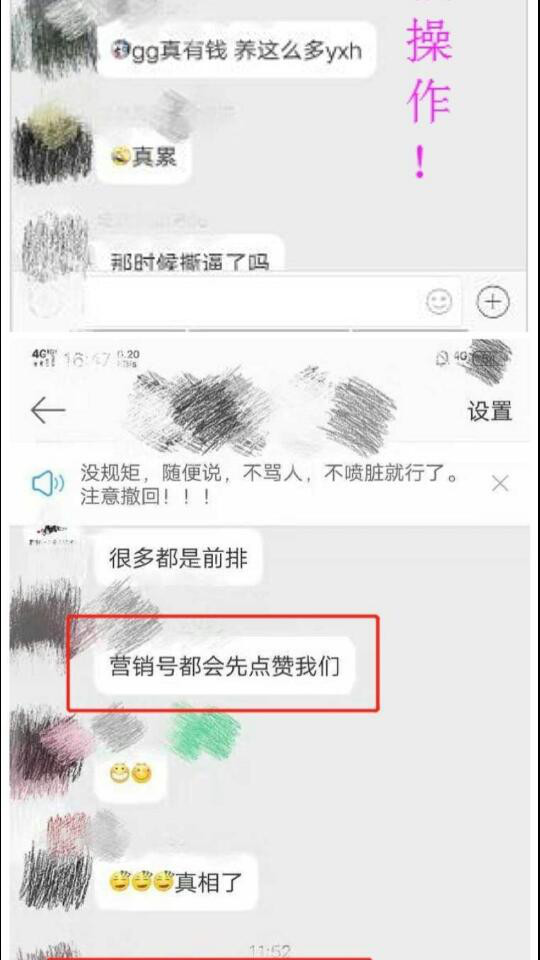 操
作
！
gg真有钱 养这么多yxh
真累
那时候撕逼了吗
4G 16:47 0.20
4G
设置
没规矩，随便说，不骂人，不喷脏就行了。
注意撤回！！！
很多都是前排
营销号都会先点赞我们
真相了
11:52